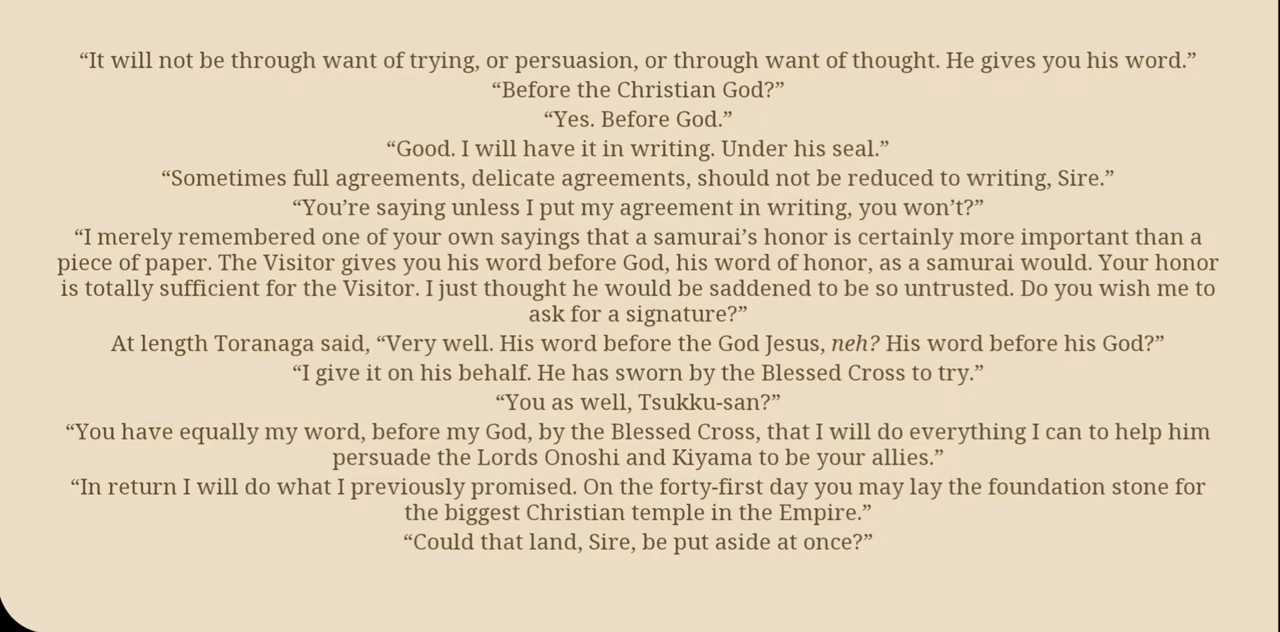 “It will not be through want of trying, or persuasion, or through want of thought. He gives you his word.”
“Before the Christian God?”
“Yes. Before God.”
“Good. I will have it in writing. Under his seal.”
“Sometimes full agreements, delicate agreements, should not be reduced to writing, Sire.”
“You’re saying unless I put my agreement in writing, you won’t?”
“I merely remembered one of your own sayings that a samurai’s honor is certainly more important than a
piece of paper. The Visitor gives you his word before God, his word of honor, as a samurai would. Your honor
is totally sufficient for the Visitor. I just thought he would be saddened to be so untrusted. Do you wish me to
ask for a signature?”
At length Toranaga said, “Very well. His word before the God Jesus, neh? His word before his God?”
“I give it on his behalf. He has sworn by the Blessed Cross to try.”
“You as well, Tsukku-san?”
“You have equally my word, before my God, by the Blessed Cross, that I will do everything I can to help him
persuade the Lords Onoshi and Kiyama to be your allies.”
“In return I will do what I previously promised. On the forty-first day you may lay the foundation stone for
the biggest Christian temple in the Empire.”
“Could that land, Sire, be put aside at once?”